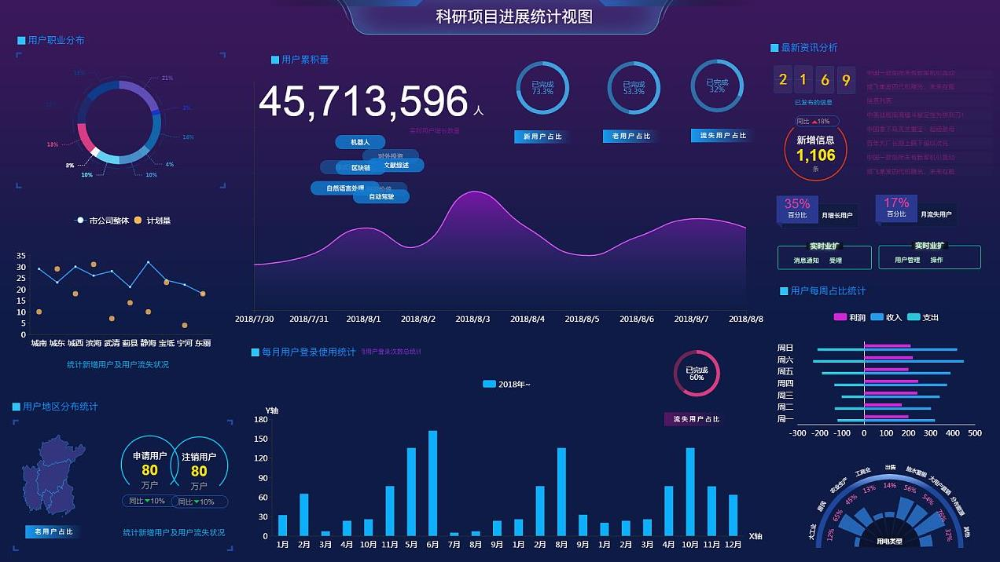 科研项目进展统计视图
用户职业分布
21%
2%
16%
4%
10%
10%
3%
13%
市公司整体 计划量
35
30
25
20
15
10
5
0
城南 城东 城西 滨海 武清 蓟县 静海 宝坻 宁河 东丽
统计新增用户及用户流失状况
用户地区分布统计
申请用户
80
万户
同比 10%
注销用户
80
万户
同比 10%
老用户占比
统计新增用户及用户流失状况
用户累积量
45,713,596 人
实时用户增长数量
已完成
73.3%
新用户占比
已完成
53.3%
老用户占比
已完成
32%
流失用户占比
机器人
对外投资
区块链
文献综述
自然语言处理
自动驾驶
2018/7/30 2018/7/31 2018/8/1 2018/8/2 2018/8/3 2018/8/4 2018/8/5 2018/8/6 2018/8/7 2018/8/8
每月用户登录使用统计
用户登录次数总统计
已完成
60%
流失用户占比
2018年~
Y轴
180
150
120
90
60
30
0
1月 2月 8月 4月 10月 11月 5月 6月 7月 8月 9月 10月 1月 2月 8月 9月 1月 2月 3月 4月 10月 11月 12月
X轴
最新资讯分析
2 1 6 9
已发布的信息
同比 18%
新增信息
1,106
条
信息列表
35%
百分比
月增长用户
17%
百分比
月流失用户
实时业扩
消息通知 受理
实时业扩
用户管理 操作
用户每周占比统计
利润 收入 支出
周日
周六
周五
周四
周三
周二
周一
-300 -200 -100 0 100 200 300 400 500
大工业 居民 农业生产 工商业 出售 抽水蓄能 大用户直销 分布能源 其他
12% 65% 45% 13% 14% 56% 54% 76% 32%
用电类型